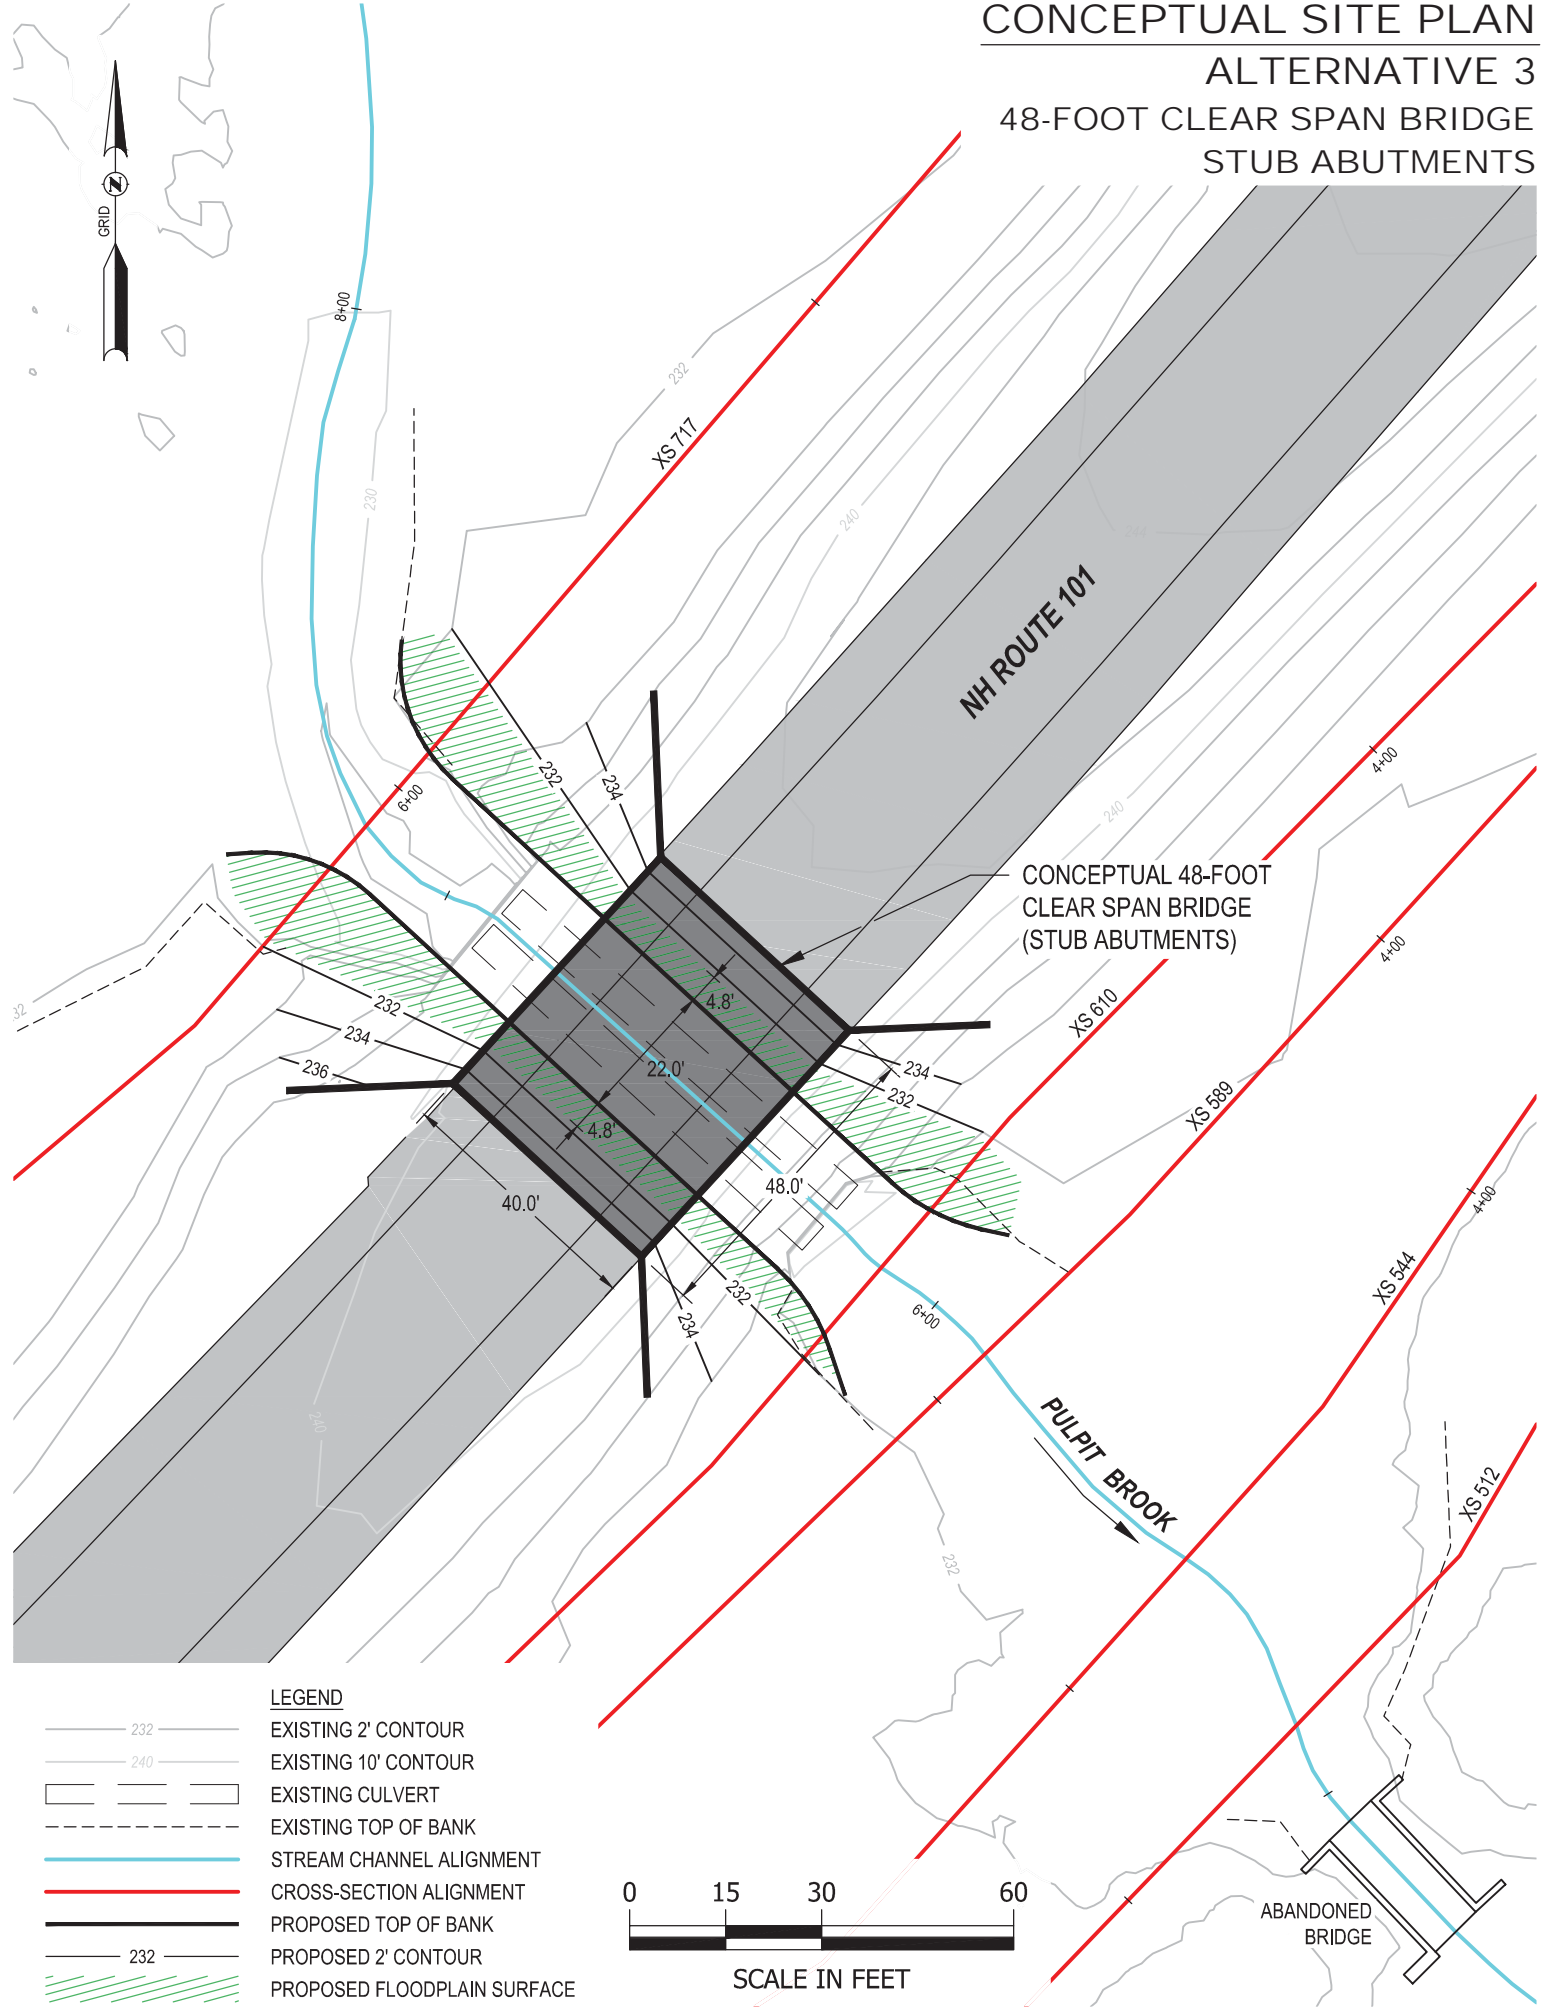 CONCEPTUAL SITE PLAN
ALTERNATIVE 3
48-FOOT CLEAR SPAN BRIDGE
STUB ABUTMENTS
GRID
N
8+00
232
XS 717
230
240
244
NH ROUTE 101
6+00
232
234
4+00
240
CONCEPTUAL 48-FOOT
CLEAR SPAN BRIDGE
(STUB ABUTMENTS)
4+00
32
232
234
236
4.8'
22.0'
4.8'
XS 610
234
232
XS 589
40.0'
48.0'
4+00
232
234
6+00
XS 544
240
PULPIT BROOK
XS 512
232
LEGEND
232
EXISTING 2' CONTOUR
240
EXISTING 10' CONTOUR
EXISTING CULVERT
EXISTING TOP OF BANK
STREAM CHANNEL ALIGNMENT
CROSS-SECTION ALIGNMENT
PROPOSED TOP OF BANK
232
PROPOSED 2' CONTOUR
PROPOSED FLOODPLAIN SURFACE
0 15 30 60
SCALE IN FEET
ABANDONED
BRIDGE